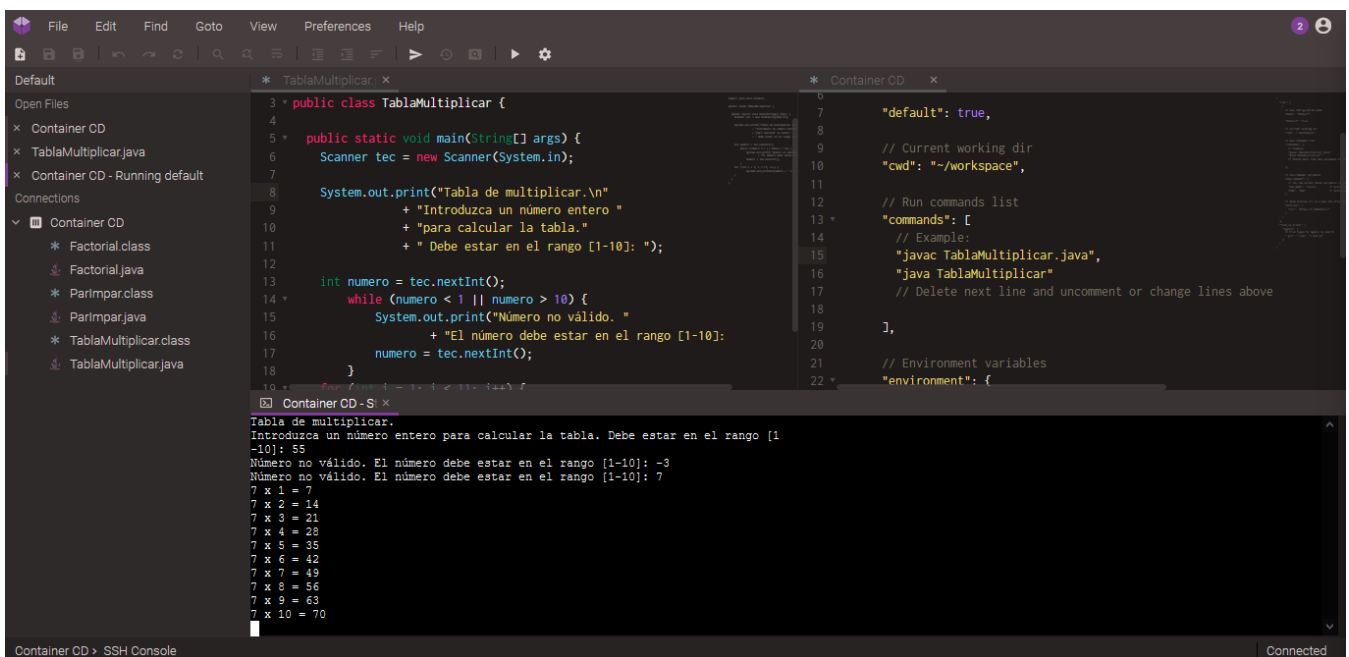 File Edit Find Goto View Preferences Help 2
Default
Open Files
× Container CD
× TablaMultiplicar.java
× Container CD - Running default
Connections
Container CD
* Factorial.class
Factorial.java
* ParImpar.class
ParImpar.java
* TablaMultiplicar.class
TablaMultiplicar.java
* TablaMultiplicar. ×
3 public class TablaMultiplicar {
4
5 public static void main(String[] args) {
6 Scanner tec = new Scanner(System.in);
7
8 System.out.print("Tabla de multiplicar.\n"
9 + "Introduzca un número entero "
10 + "para calcular la tabla."
11 + " Debe estar en el rango [1-10]: ");
12
13 int numero = tec.nextInt();
14 while (numero < 1 || numero > 10) {
15 System.out.print("Número no válido. "
16 + "El número debe estar en el rango [1-10]:
17 numero = tec.nextInt();
18 }
19 for (int i = 1; i < 11; i++) {
* Container CD ×
6
7 "default": true,
8
9 // Current working dir
10 "cwd": "~/workspace",
11
12 // Run commands list
13 "commands": [
14 // Example:
15 "javac TablaMultiplicar.java",
16 "java TablaMultiplicar"
17 // Delete next line and uncomment or change lines above
18
19 ],
20
21 // Environment variables
22 "environment": {
Container CD - S ×
Tabla de multiplicar.
Introduzca un número entero para calcular la tabla. Debe estar en el rango [1
-10]: 55
Número no válido. El número debe estar en el rango [1-10]: -3
Número no válido. El número debe estar en el rango [1-10]: 7
7 x 1 = 7
7 x 2 = 14
7 x 3 = 21
7 x 4 = 28
7 x 5 = 35
7 x 6 = 42
7 x 7 = 49
7 x 8 = 56
7 x 9 = 63
7 x 10 = 70
Container CD > SSH Console Connected